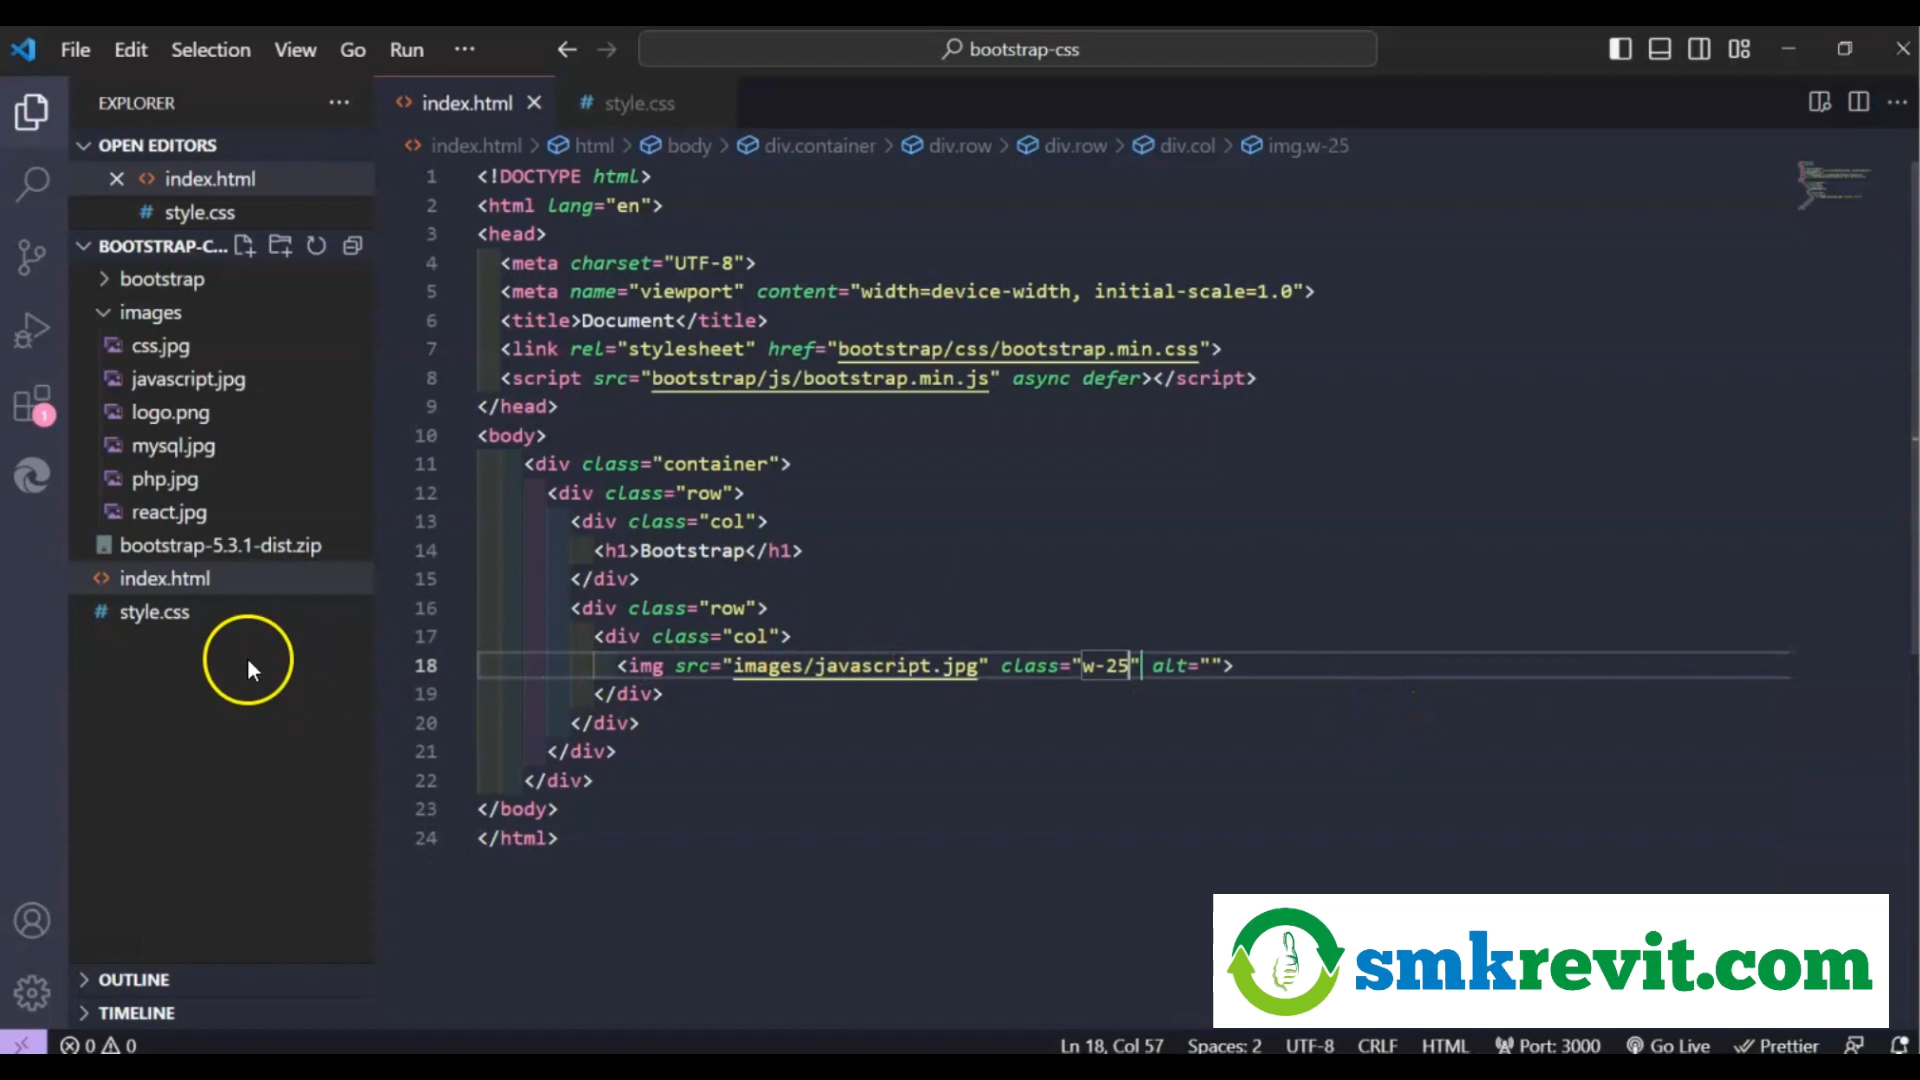 File Edit Selection View Go Run ··· ← → bootstrap-css
EXPLORER ···
OPEN EDITORS
index.html
style.css
BOOTSTRAP-C...
bootstrap
images
css.jpg
javascript.jpg
logo.png
mysql.jpg
php.jpg
react.jpg
bootstrap-5.3.1-dist.zip
index.html
style.css
OUTLINE
TIMELINE
index.html # style.css
index.html > html > body > div.container > div.row > div.row > div.col > img.w-25
1 <!DOCTYPE html>
2 <html lang="en">
3 <head>
4 <meta charset="UTF-8">
5 <meta name="viewport" content="width=device-width, initial-scale=1.0">
6 <title>Document</title>
7 <link rel="stylesheet" href="bootstrap/css/bootstrap.min.css">
8 <script src="bootstrap/js/bootstrap.min.js" async defer></script>
9 </head>
10 <body>
11 <div class="container">
12 <div class="row">
13 <div class="col">
14 <h1>Bootstrap</h1>
15 </div>
16 <div class="row">
17 <div class="col">
18 <img src="images/javascript.jpg" class="w-25" alt="">
19 </div>
20 </div>
21 </div>
22 </div>
23 </body>
24 </html>
1
smkrevit.com
0 0 Ln 18, Col 57 Spaces: 2 UTF-8 CRLF HTML Port: 3000 Go Live Prettier